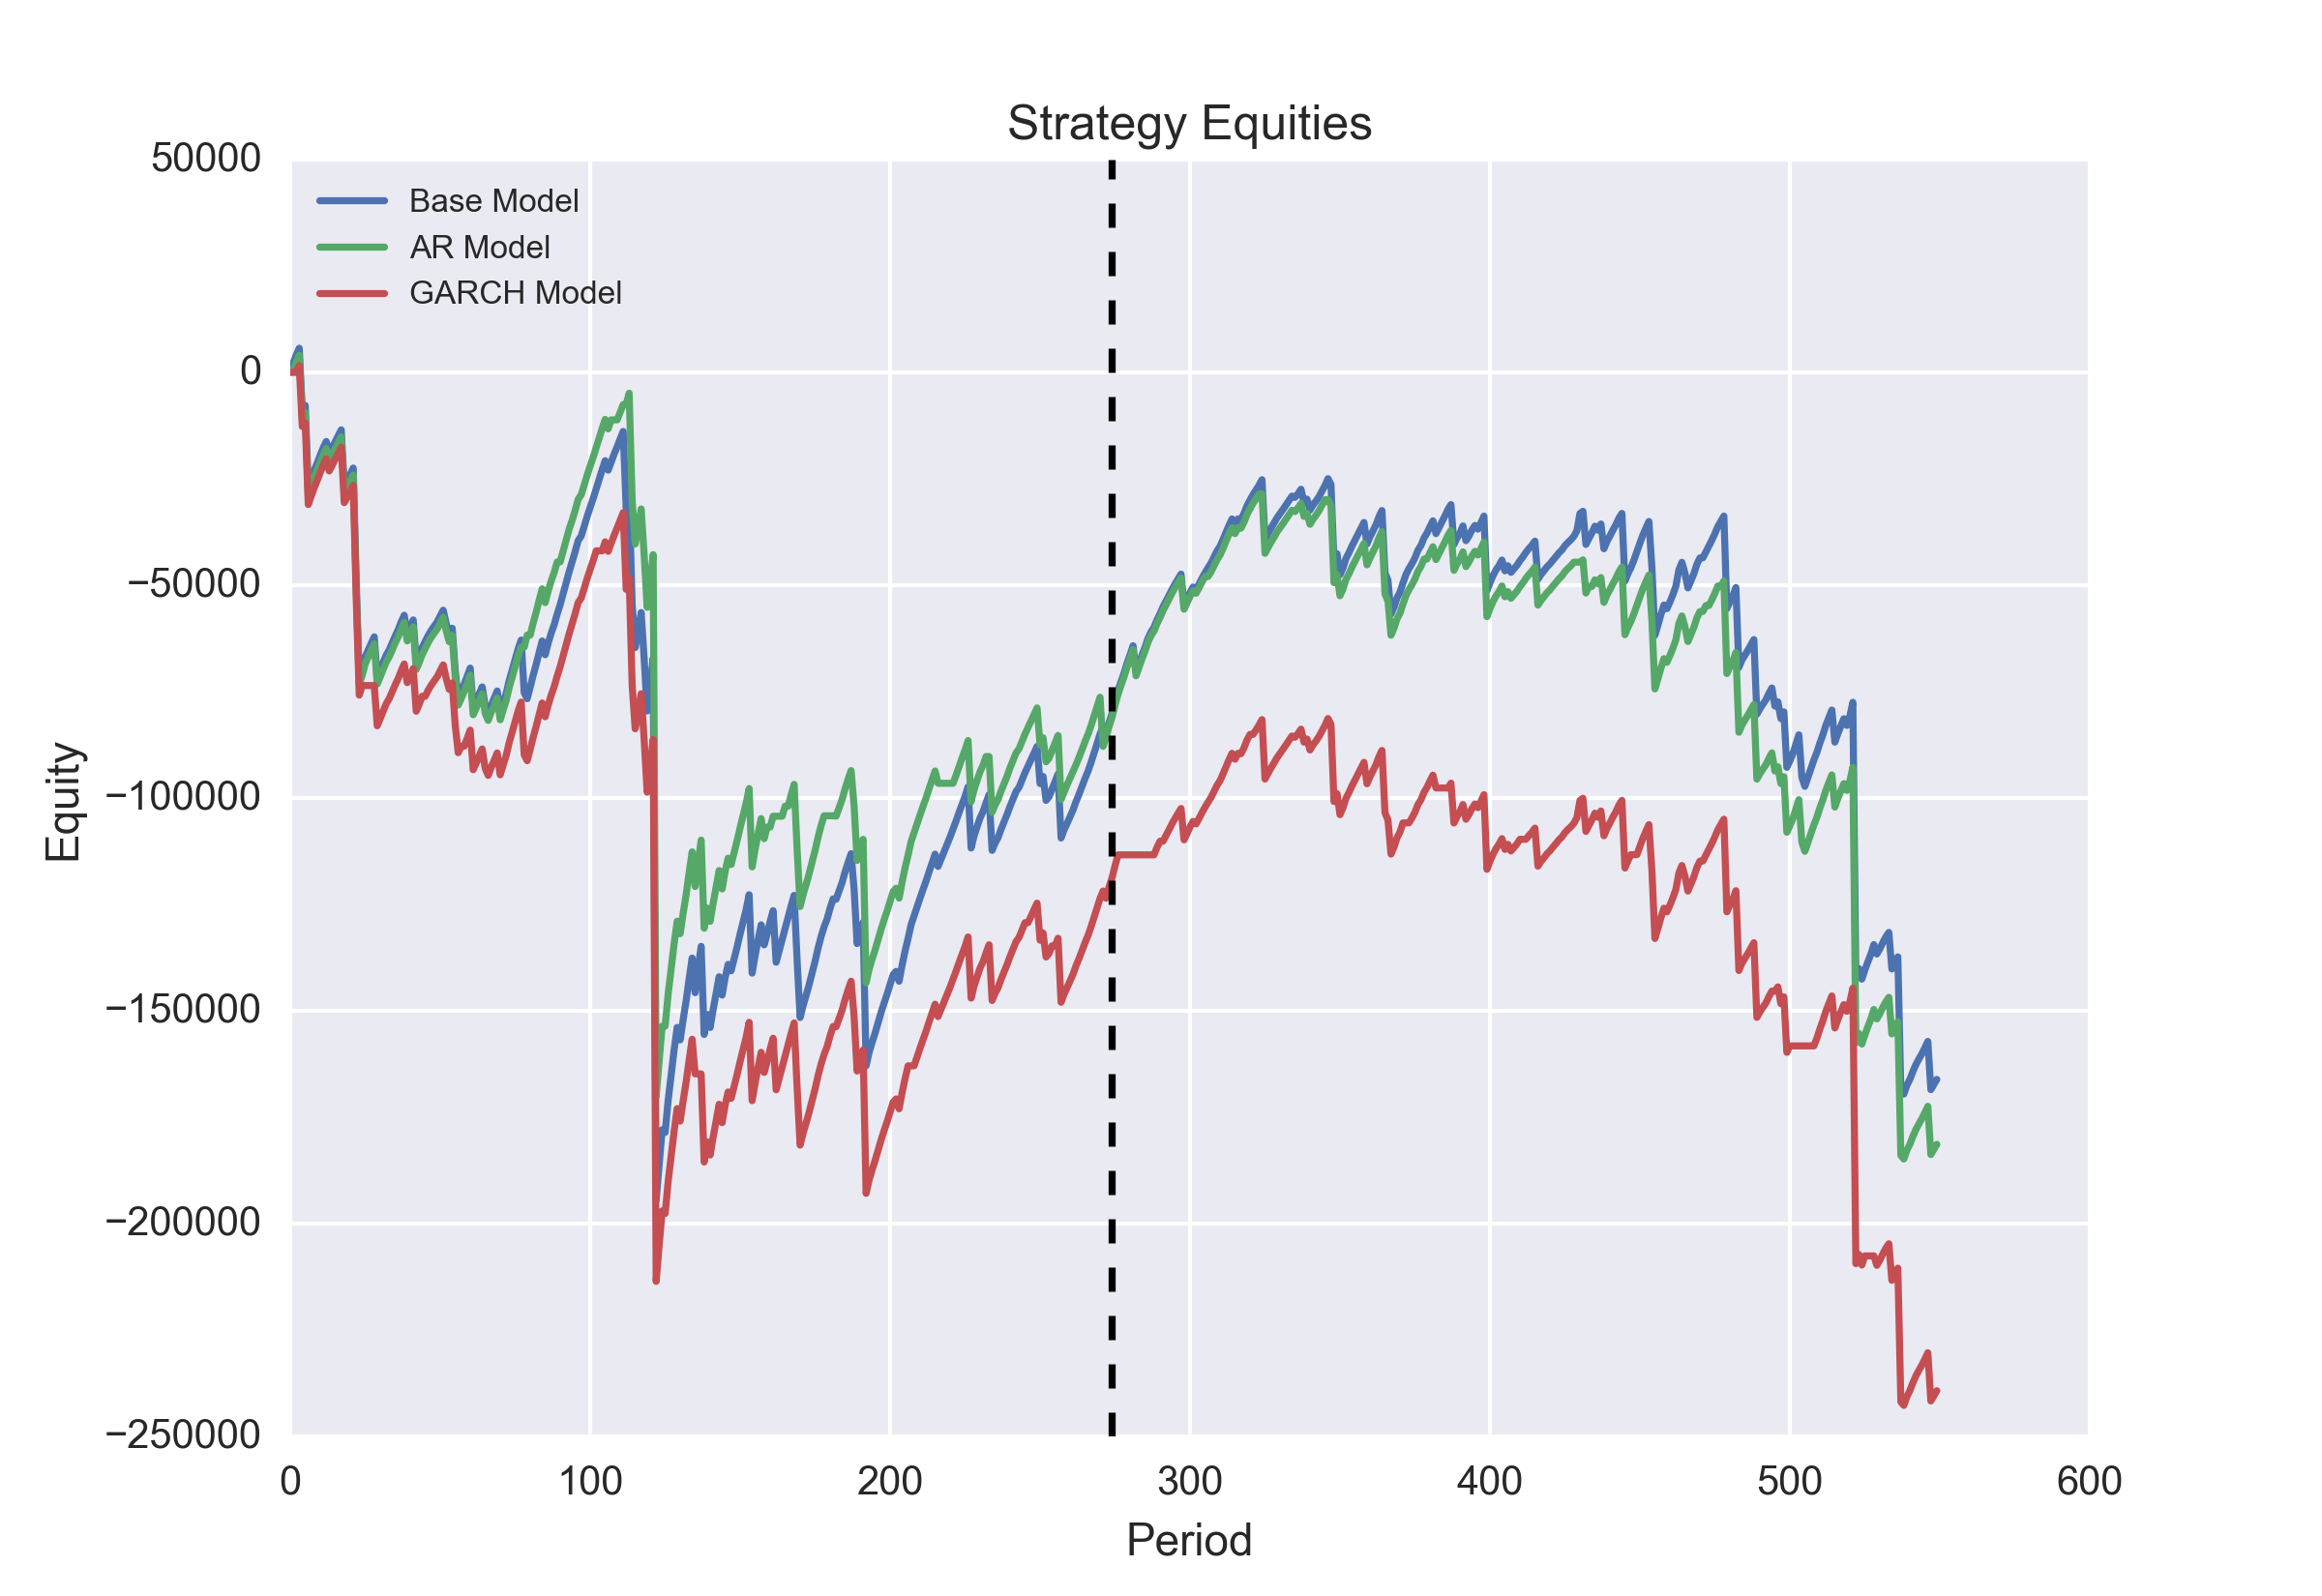 Strategy Equities
50000
0
−50000
−100000
−150000
−200000
−250000
Equity
Base Model
AR Model
GARCH Model
0 100 200 300 400 500 600
Period